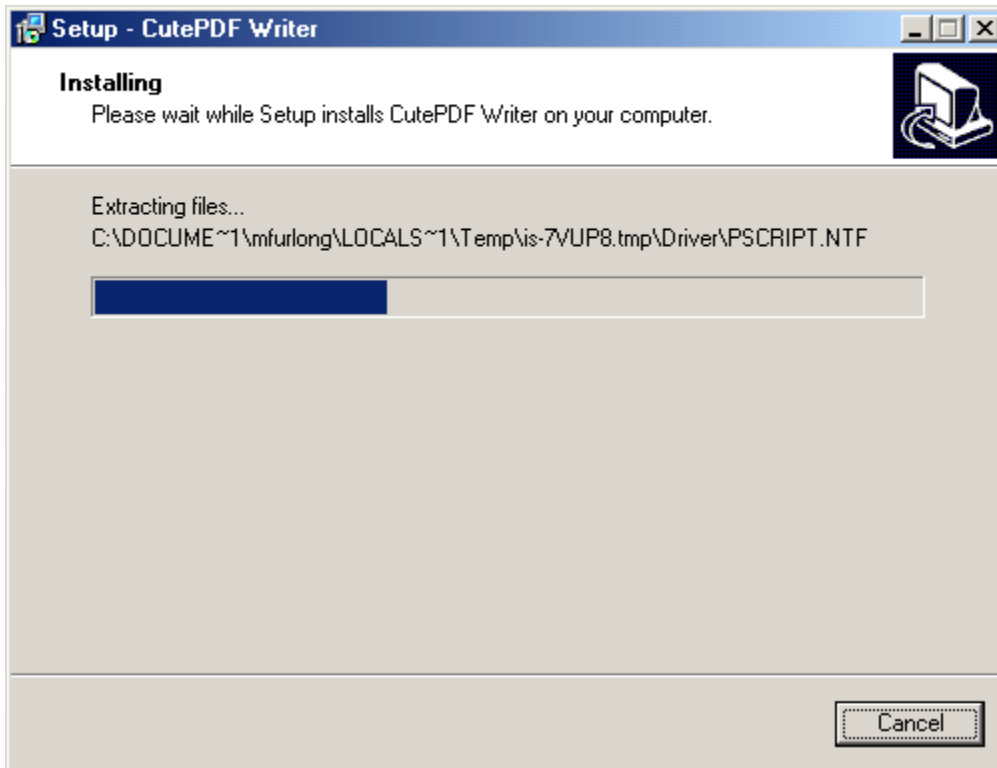 Setup - CutePDF Writer
Installing
Please wait while Setup installs CutePDF Writer on your computer.
Extracting files...
C:\DOCUME~1\mfurlong\LOCALS~1\Temp\is-7VUP8.tmp\Driver\PSCRIPT.NTF
Cancel